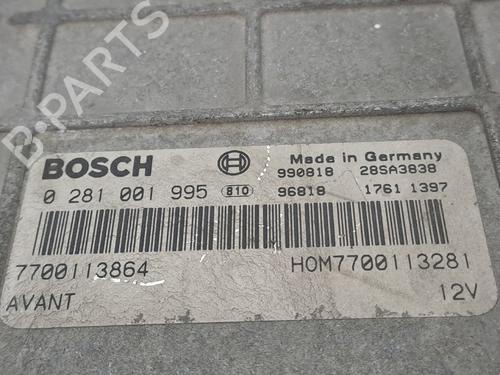 B-PARTS
BOSCH
Made in Germany
990818 28SA3838
0 281 001 995 810 96818 1761 1397
7700113864 HOM7700113281
AVANT 12V